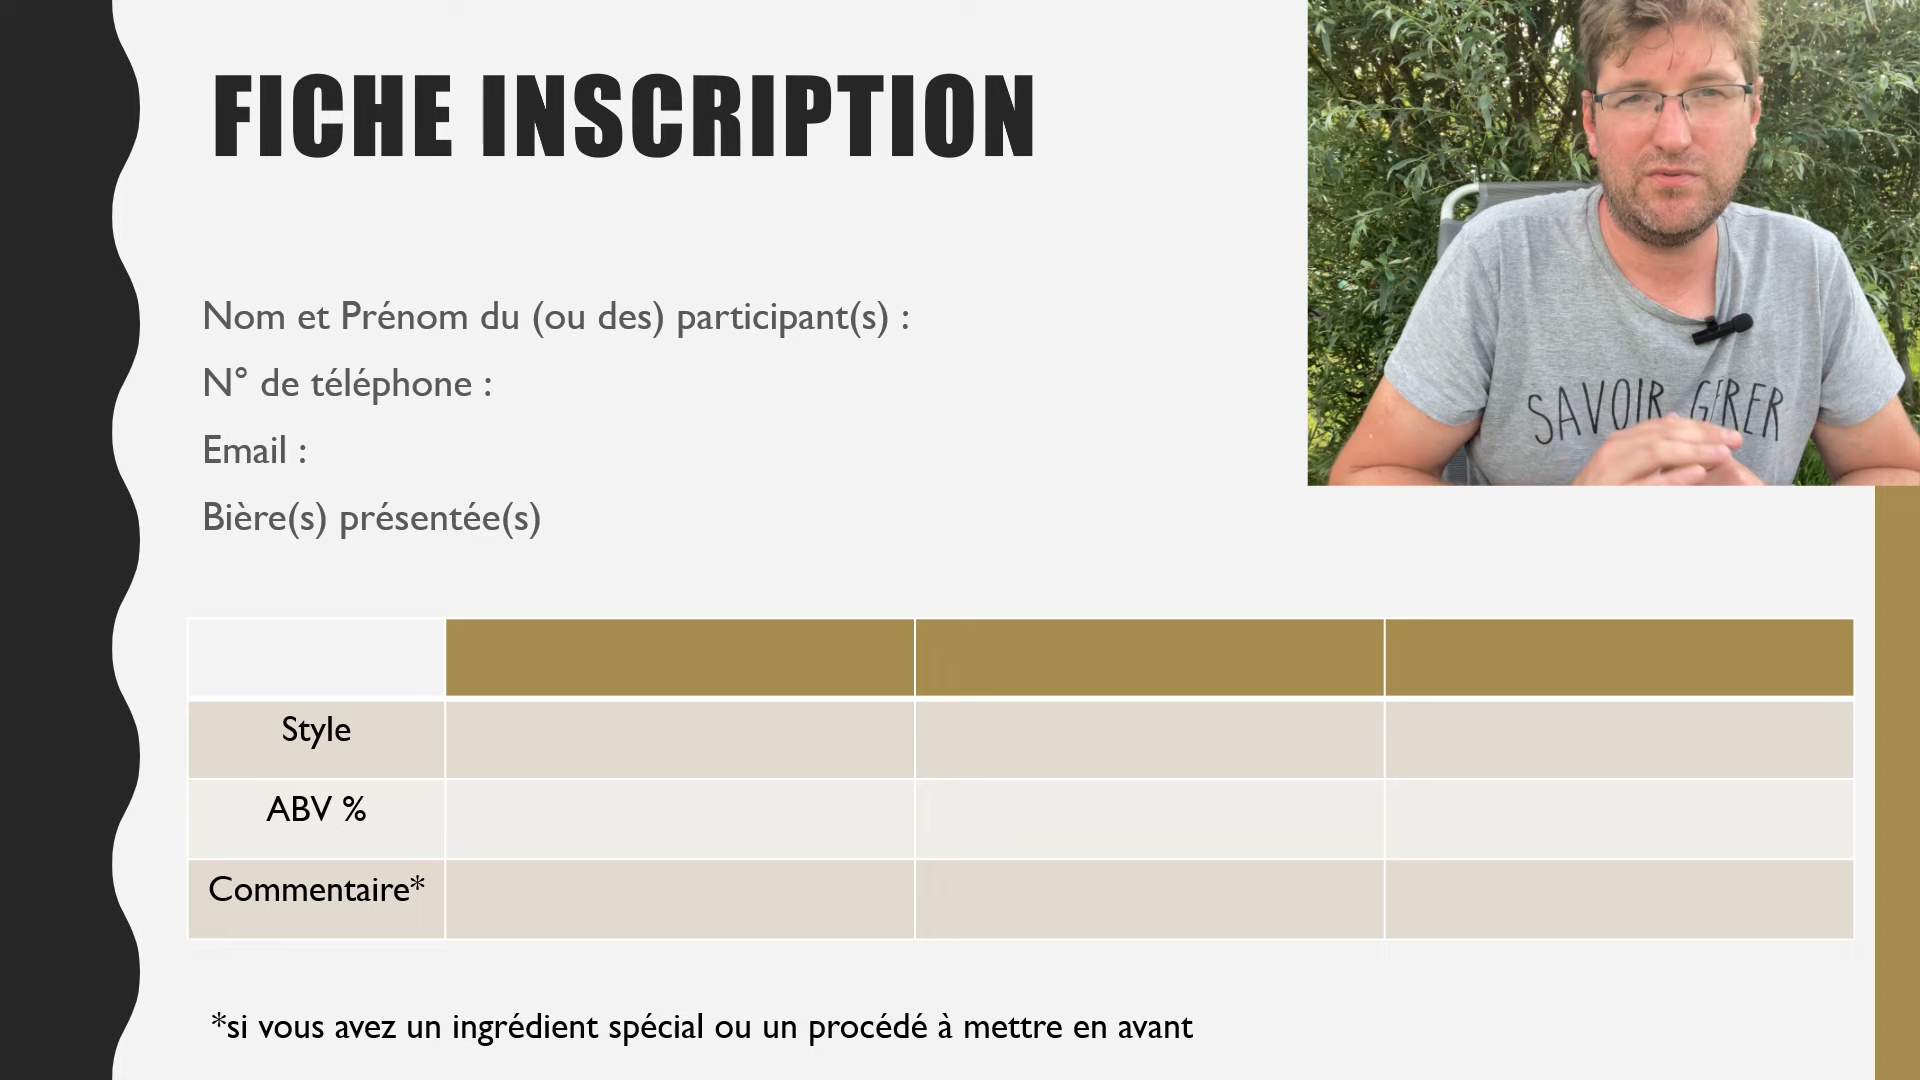 FICHE INSCRIPTION
Nom et Prénom du (ou des) participant(s) :
N° de téléphone :
Email :
Bière(s) présentée(s)
Style
ABV %
Commentaire*
*si vous avez un ingrédient spécial ou un procédé à mettre en avant
SAVOIR GÉRER